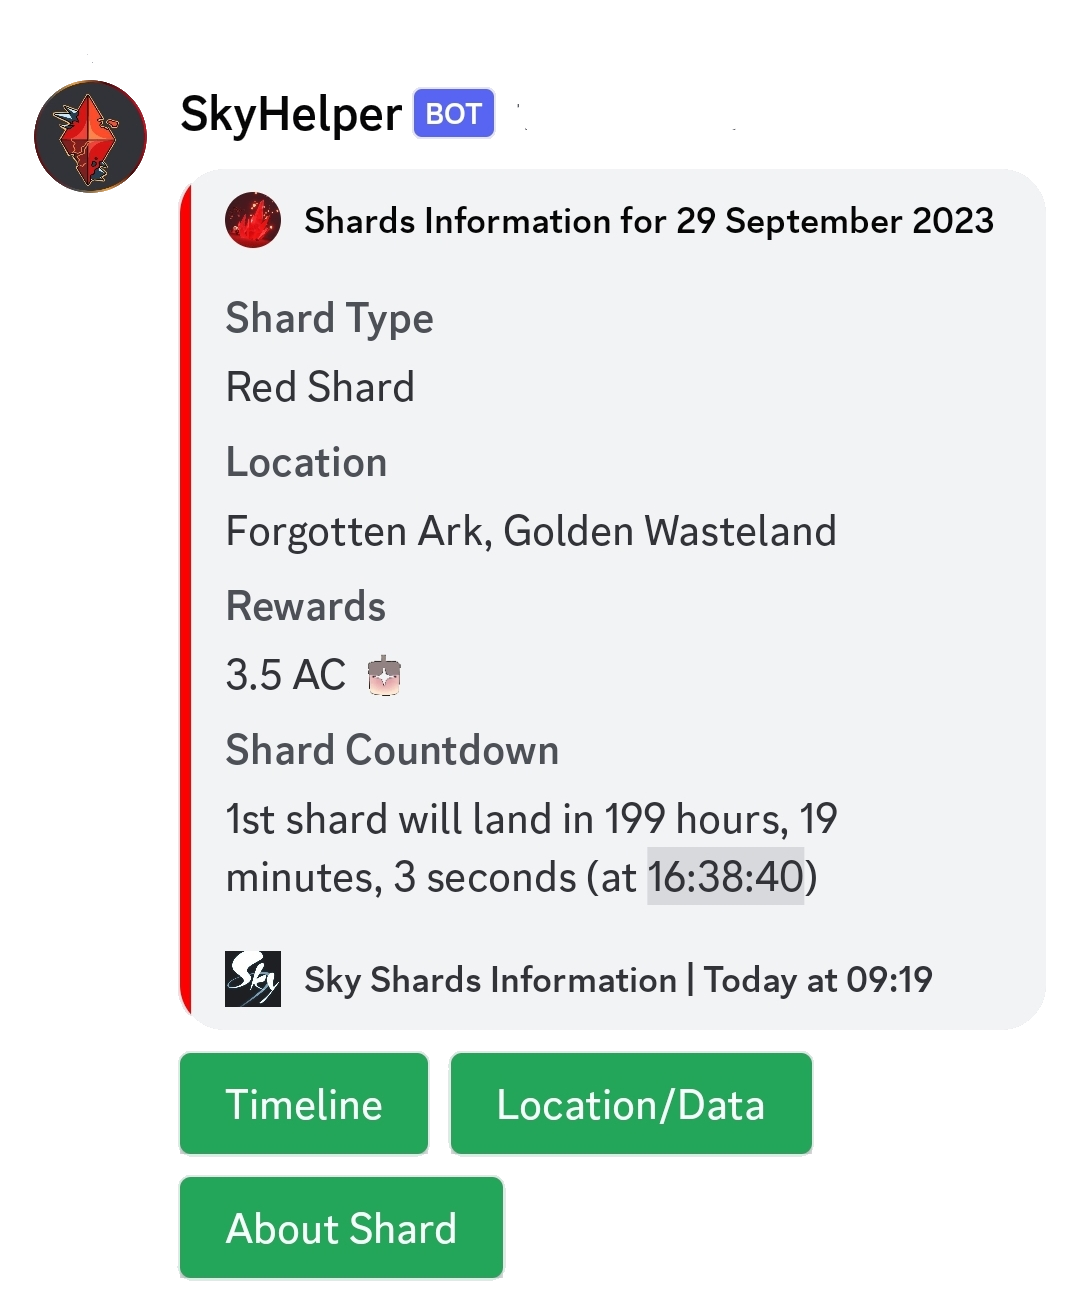 SkyHelper BOT
Shards Information for 29 September 2023
Shard Type
Red Shard
Location
Forgotten Ark, Golden Wasteland
Rewards
3.5 AC
Shard Countdown
1st shard will land in 199 hours, 19
minutes, 3 seconds (at 16:38:40)
Sky
Sky Shards Information | Today at 09:19
Timeline
Location/Data
About Shard